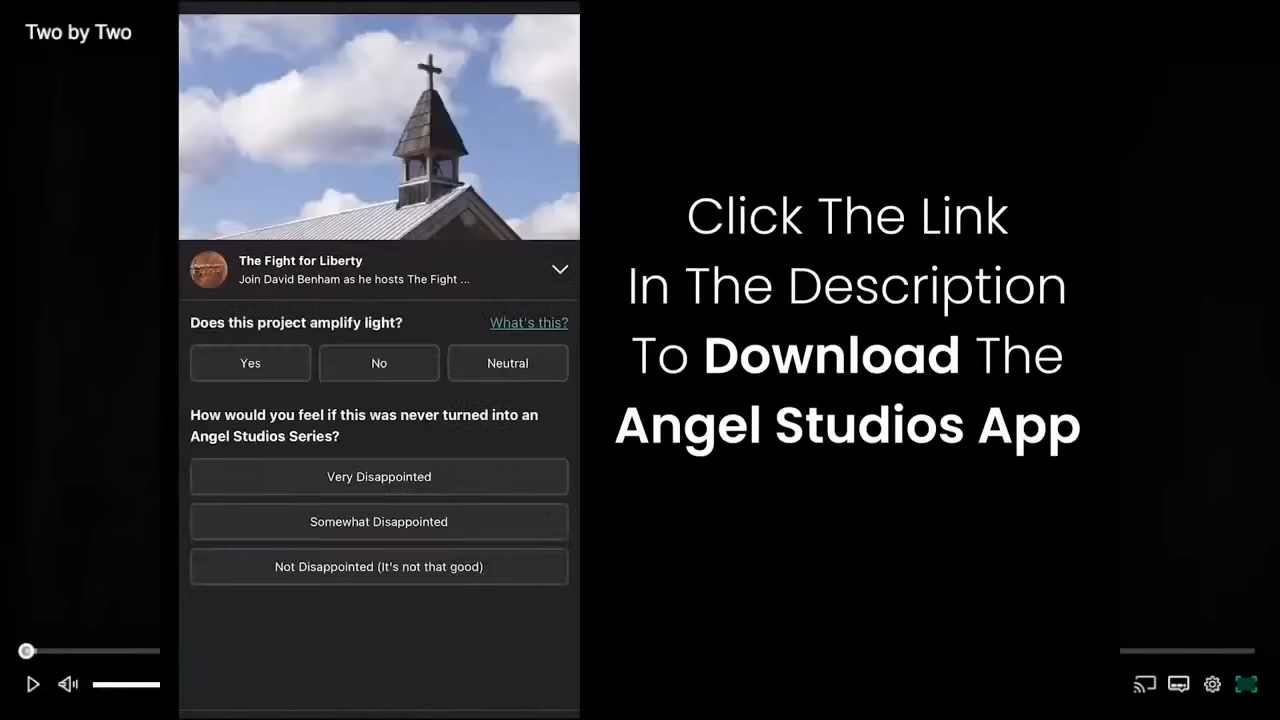 Two by Two
The Fight for Liberty
Join David Benham as he hosts The Fight ...
Does this project amplify light?
What's this?
Yes
No
Neutral
How would you feel if this was never turned into an
Angel Studios Series?
Very Disappointed
Somewhat Disappointed
Not Disappointed (It's not that good)
Click The Link
In The Description
To Download The
Angel Studios App